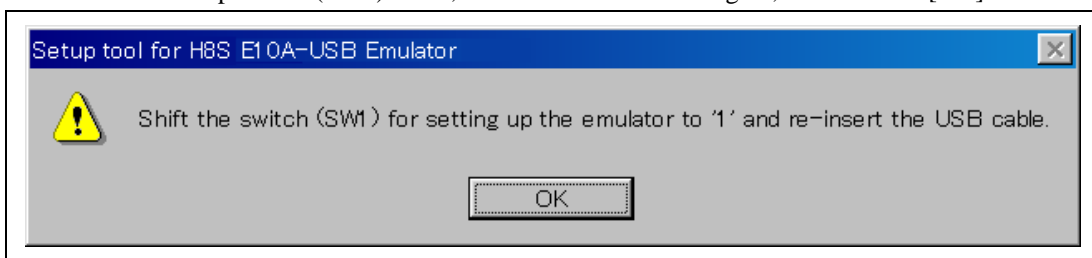 Setup tool for H8S E10A-USB Emulator
Shift the switch (SW1) for setting up the emulator to '1' and re-insert the USB cable.
OK